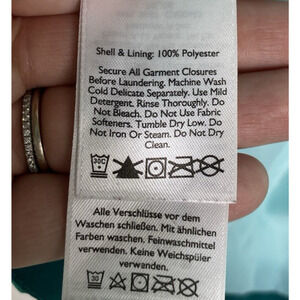 Shell & Lining: 100% Polyester
Secure All Garment Closures
Before Laundering. Machine Wash
Cold Delicate Separately. Use Mild
Detergent. Rinse Thoroughly. Do
Not Bleach. Do Not Use Fabric
Softeners. Tumble Dry Low. Do
Not Iron Or Steam. Do Not Dry
Clean.
30C
Alle Verschlüsse vor dem
Waschen schließen. Mit ähnlichen
Farben waschen. Feinwaschmittel
verwenden. Keine Weichspüler
verwenden.